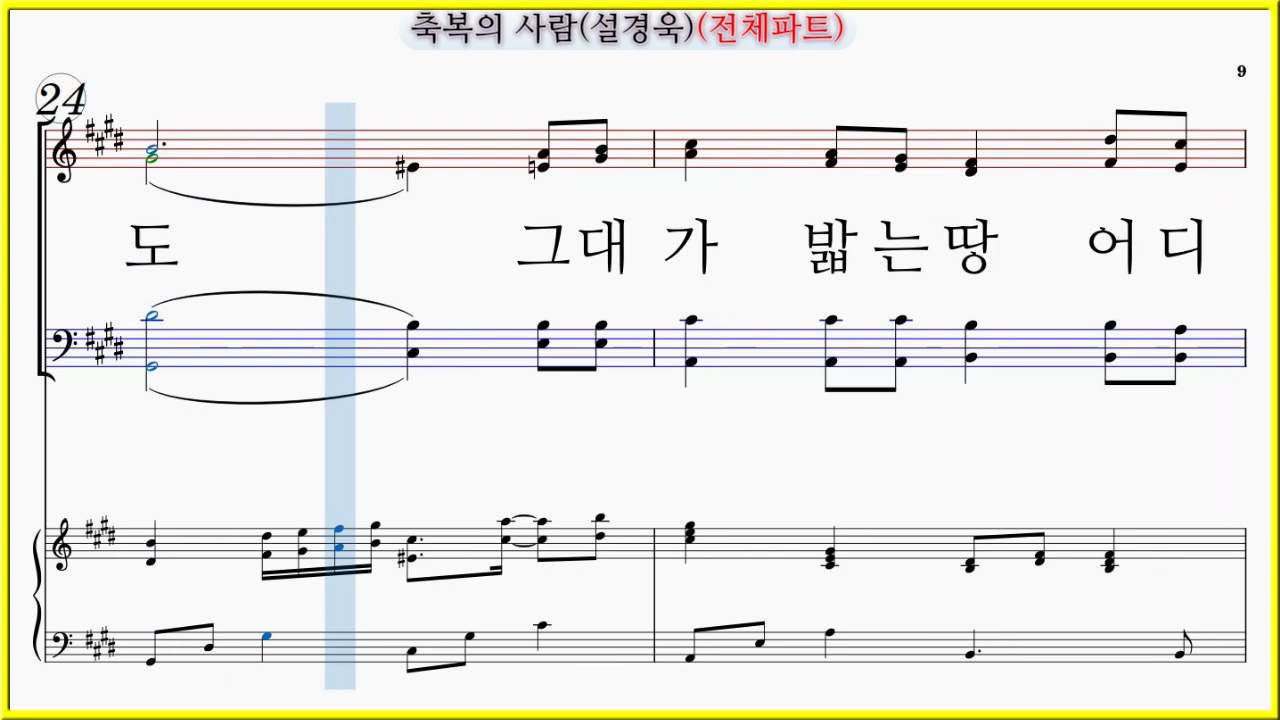 축복의 사람(설경욱)(전체파트)
9
24
도 그대 가 밟 는 땅 어 디